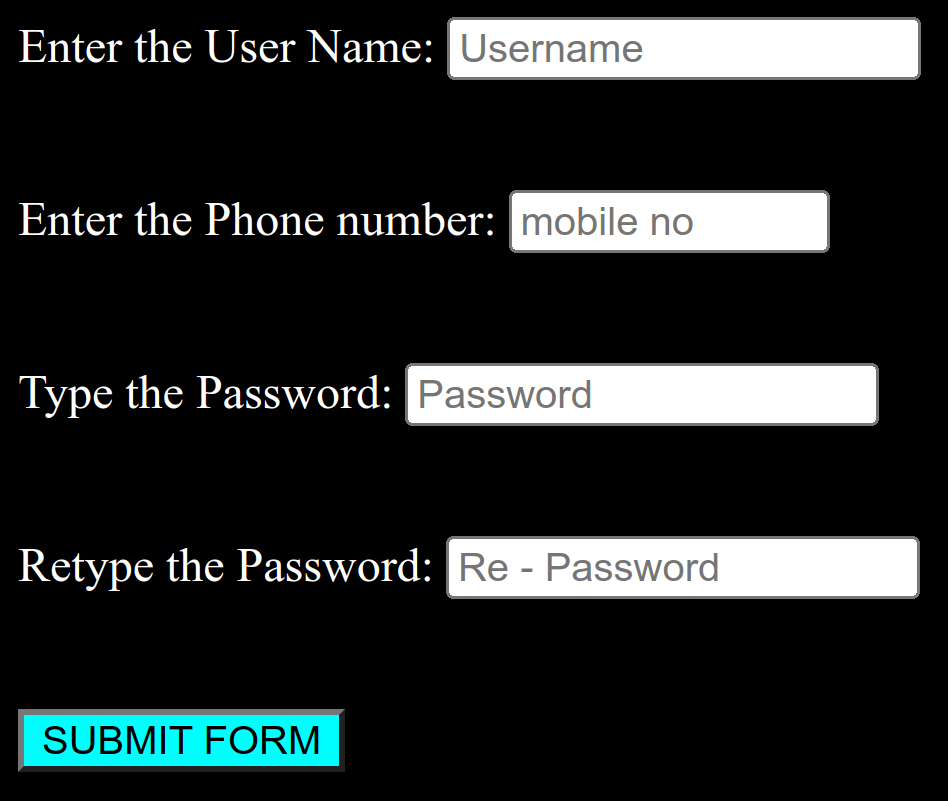 Enter the User Name: Username
Enter the Phone number: mobile no
Type the Password: Password
Retype the Password: Re - Password
SUBMIT FORM